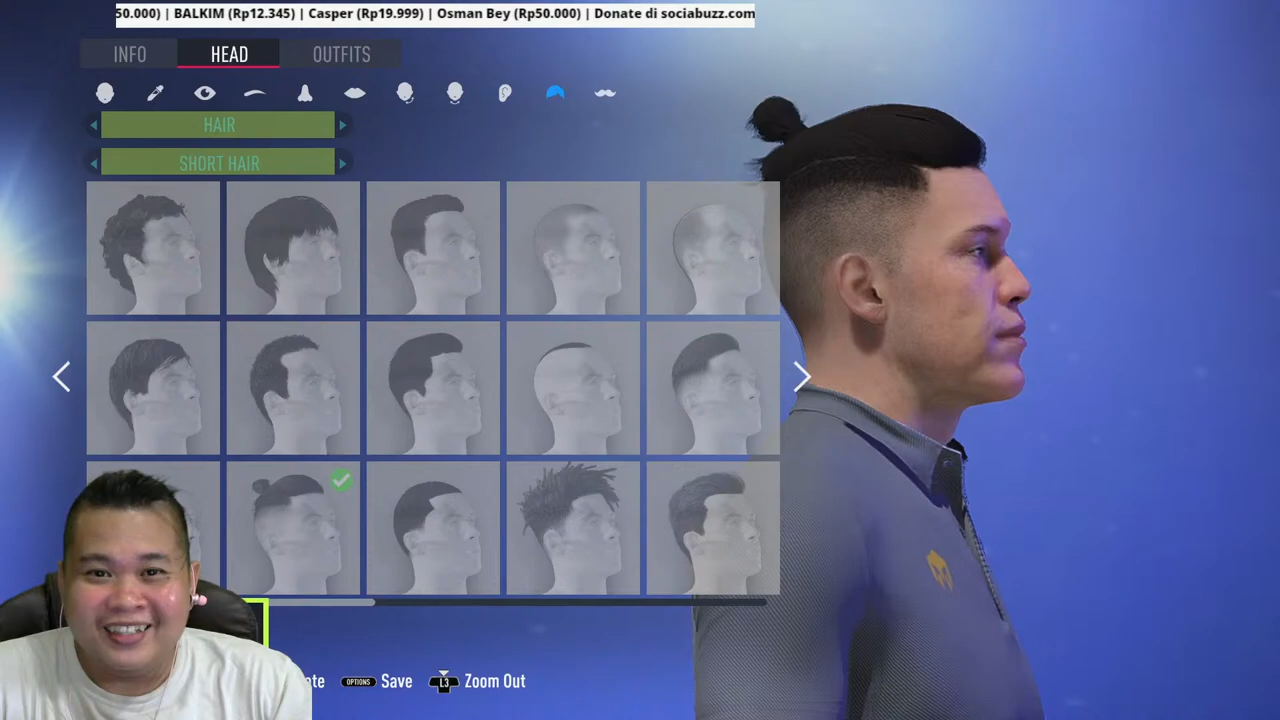 50.000) | BALKIM (Rp12.345) | Casper (Rp19.999) | Osman Bey (Rp50.000) | Donate di sociabuzz.com
INFO HEAD OUTFITS
HAIR
SHORT HAIR
OPTIONS Save L3 Zoom Out